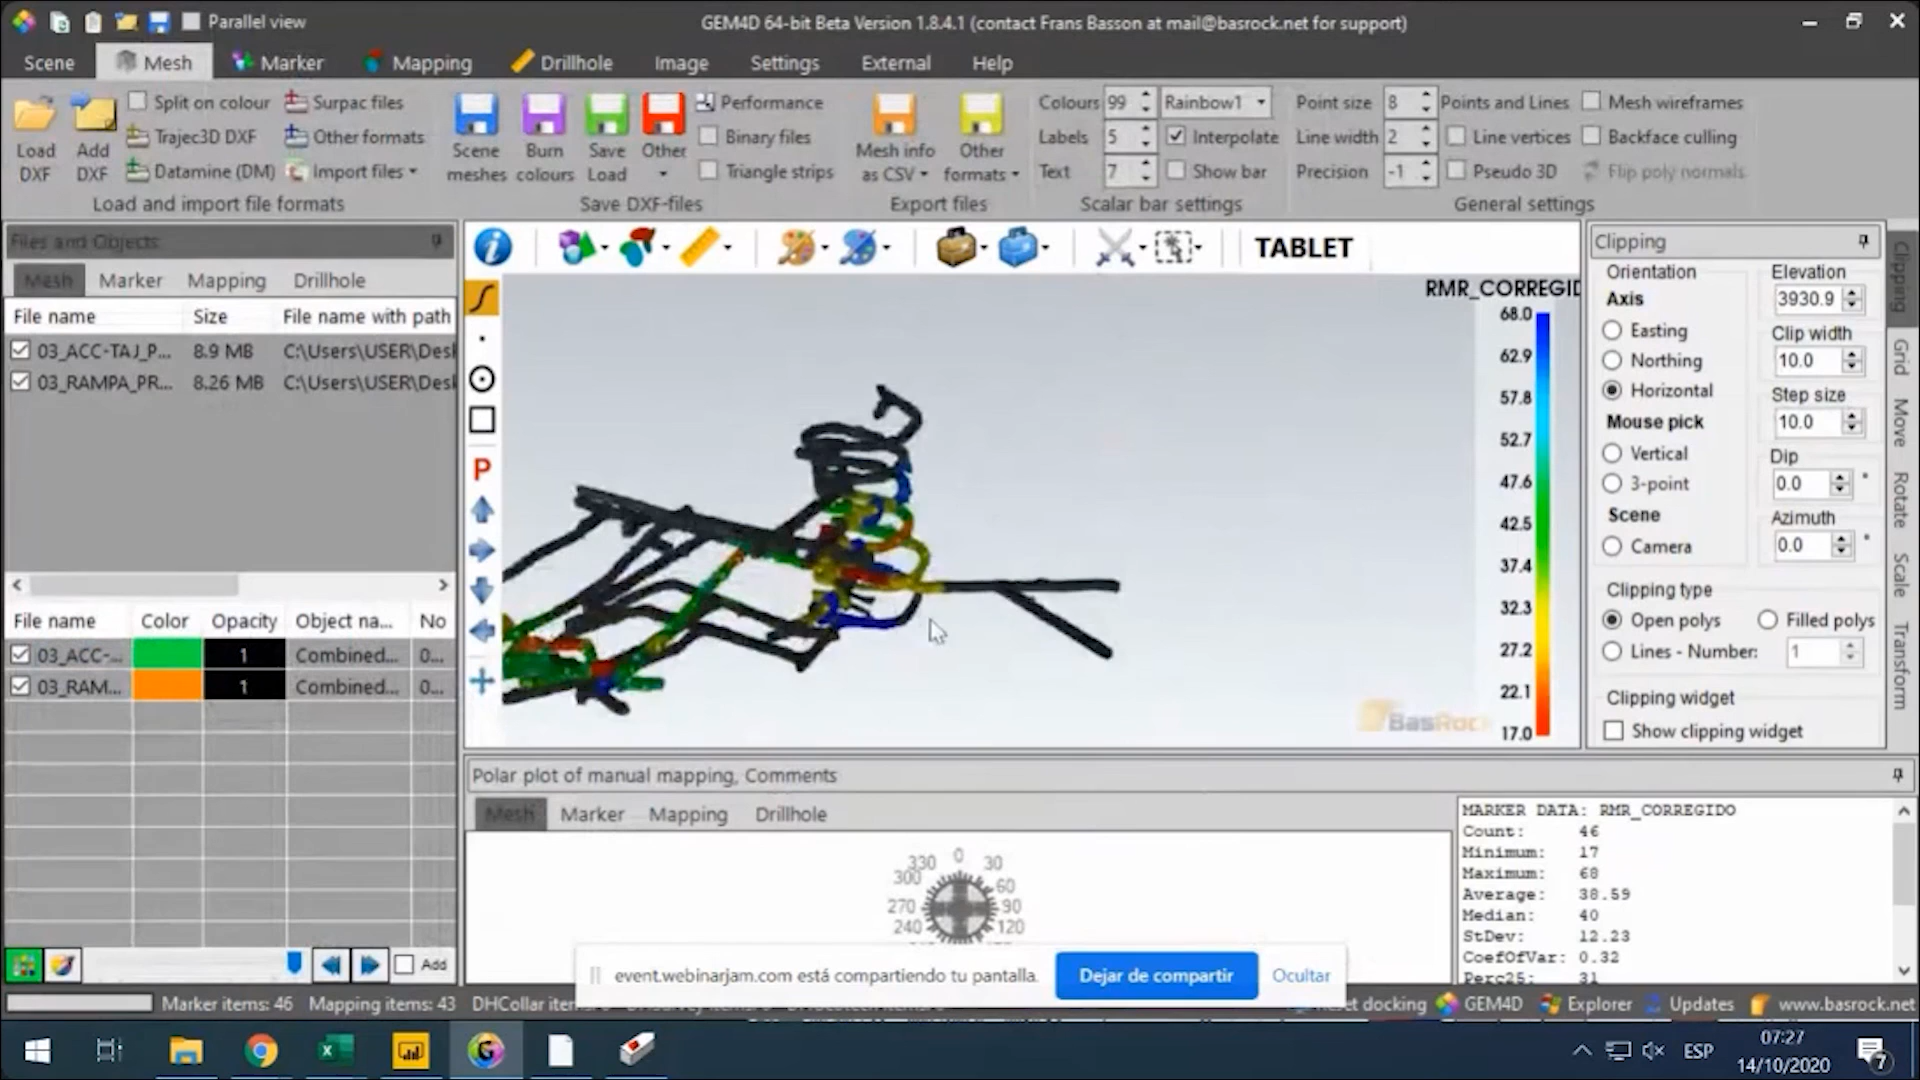 Parallel view
GEM4D 64-bit Beta Version 1.8.4.1 (contact Frans Basson at mail@basrock.net for support)
Scene Mesh Marker Mapping Drillhole Image Settings External Help
Load DXF
Add DXF
Split on colour
Trajec3D DXF
Datamine (DM)
Surpac files
Other formats
Import files
Load and import file formats
Scene meshes
Burn colours
Save Load
Other
Performance
Binary files
Triangle strips
Save DXF-files
Mesh info as CSV
Other formats
Export files
Colours 99 Rainbow1
Labels 5 Interpolate
Text 7 Show bar
Scalar bar settings
Point size 8 Points and Lines Mesh wireframes
Line width 2 Line vertices Backface culling
Precision -1 Pseudo 3D Flip poly normals
General settings
Files and Objects
Mesh Marker Mapping Drillhole
File name Size File name with path
03_ACC-TAJ_P... 8.9 MB C:\Users\USER\Desl
03_RAMPA_PR... 8.26 MB C:\Users\USER\Desl
File name Color Opacity Object na... No
03_ACC-... 1 Combined... 0...
03_RAM... 1 Combined... 0...
Add
TABLET
P
RMR_CORREGID
68.0
62.9
57.8
52.7
47.6
42.5
37.4
32.3
27.2
22.1
17.0
BasRock
Clipping
Orientation
Axis
Easting
Northing
Horizontal
Mouse pick
Vertical
3-point
Scene
Camera
Elevation
3930.9
Clip width
10.0
Step size
10.0
Dip
0.0 °
Azimuth
0.0 °
Clipping type
Open polys Filled polys
Lines - Number: 1
Clipping widget
Show clipping widget
Clipping
Grid
Move
Rotate
Scale
Transform
Polar plot of manual mapping, Comments
Mesh Marker Mapping Drillhole
0
330 30
300 60
270 90
240 120
MARKER DATA: RMR_CORREGIDO
Count: 46
Minimum: 17
Maximum: 68
Average: 38.59
Median: 40
StDev: 12.23
CoefOfVar: 0.32
Perc25: 31
event.webinarjam.com está compartiendo tu pantalla.
Dejar de compartir
Ocultar
Marker items: 46 Mapping items: 43 docking GEM4D Explorer Updates www.basrock.net
ESP
07:27
14/10/2020
7